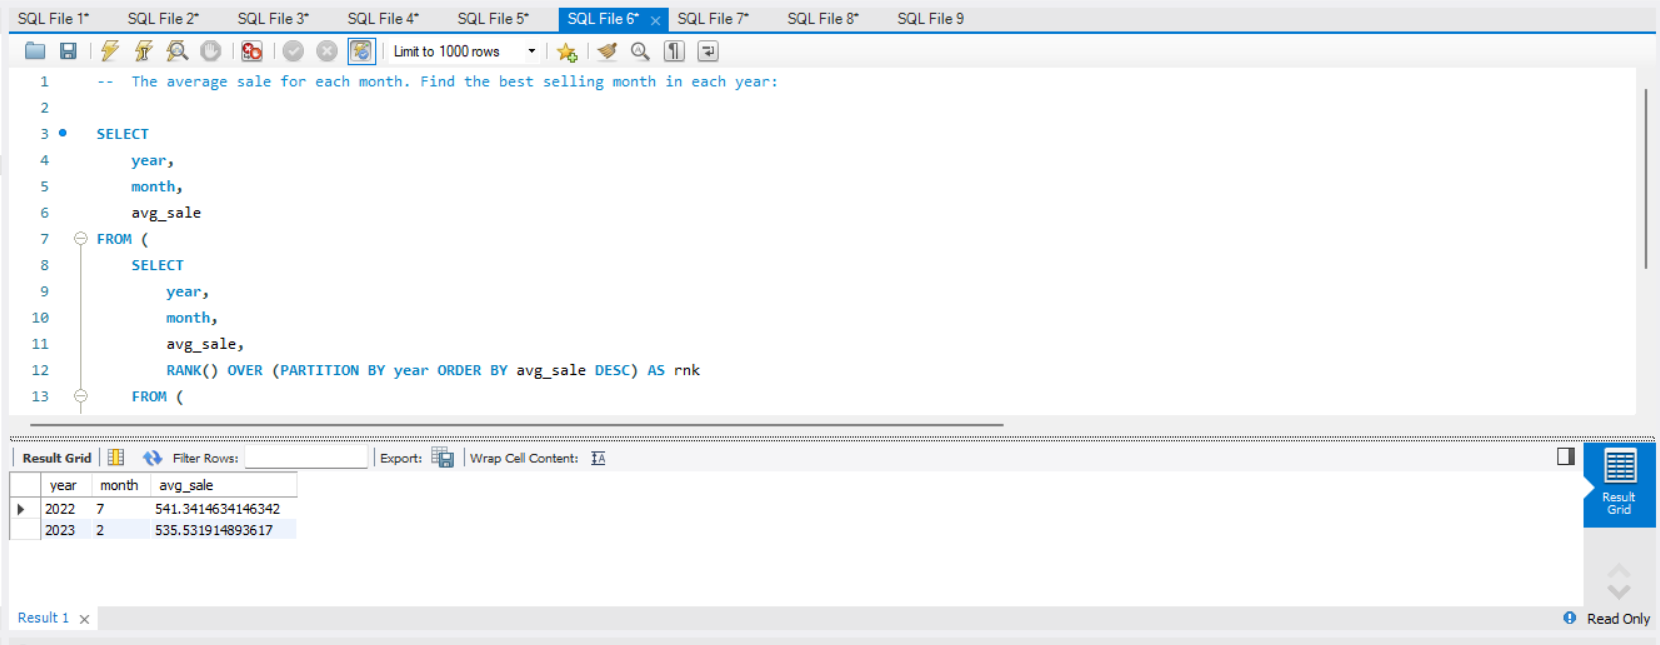 SQL File 1* SQL File 2* SQL File 3* SQL File 4* SQL File 5* SQL File 6* SQL File 7* SQL File 8* SQL File 9
Limit to 1000 rows
1 -- The average sale for each month. Find the best selling month in each year:
2
3 SELECT
4 year,
5 month,
6 avg_sale
7 FROM (
8 SELECT
9 year,
10 month,
11 avg_sale,
12 RANK() OVER (PARTITION BY year ORDER BY avg_sale DESC) AS rnk
13 FROM (
Result Grid Filter Rows: Export: Wrap Cell Content: IA
year month avg_sale
2022 7 541.3414634146342
2023 2 535.531914893617
Result
Grid
Result 1 Read Only